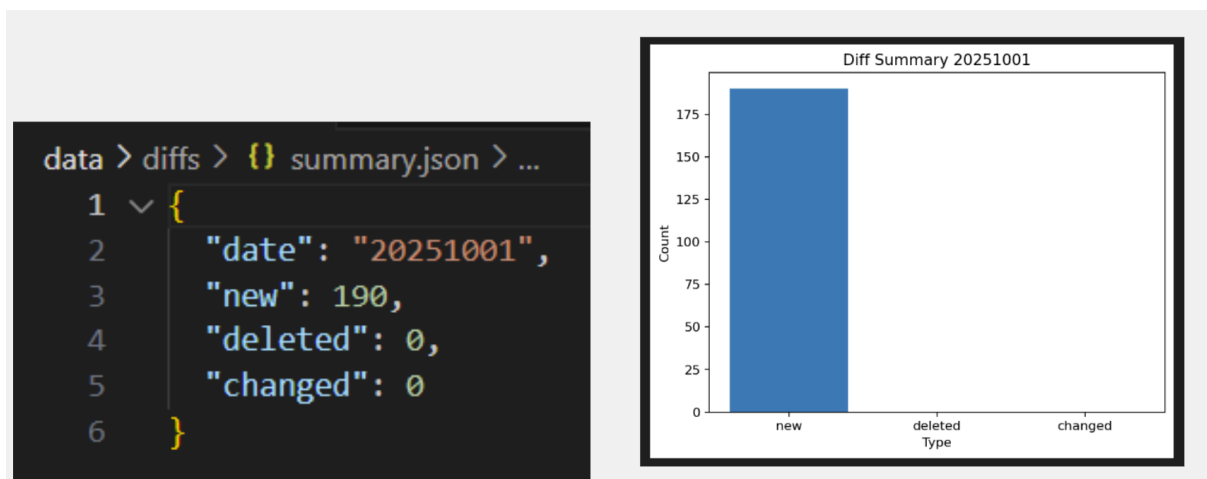 data > diffs > {} summary.json > ...
1 {
2 "date": "20251001",
3 "new": 190,
4 "deleted": 0,
5 "changed": 0
6 }
Diff Summary 20251001
Count
175
150
125
100
75
50
25
0
new deleted changed
Type